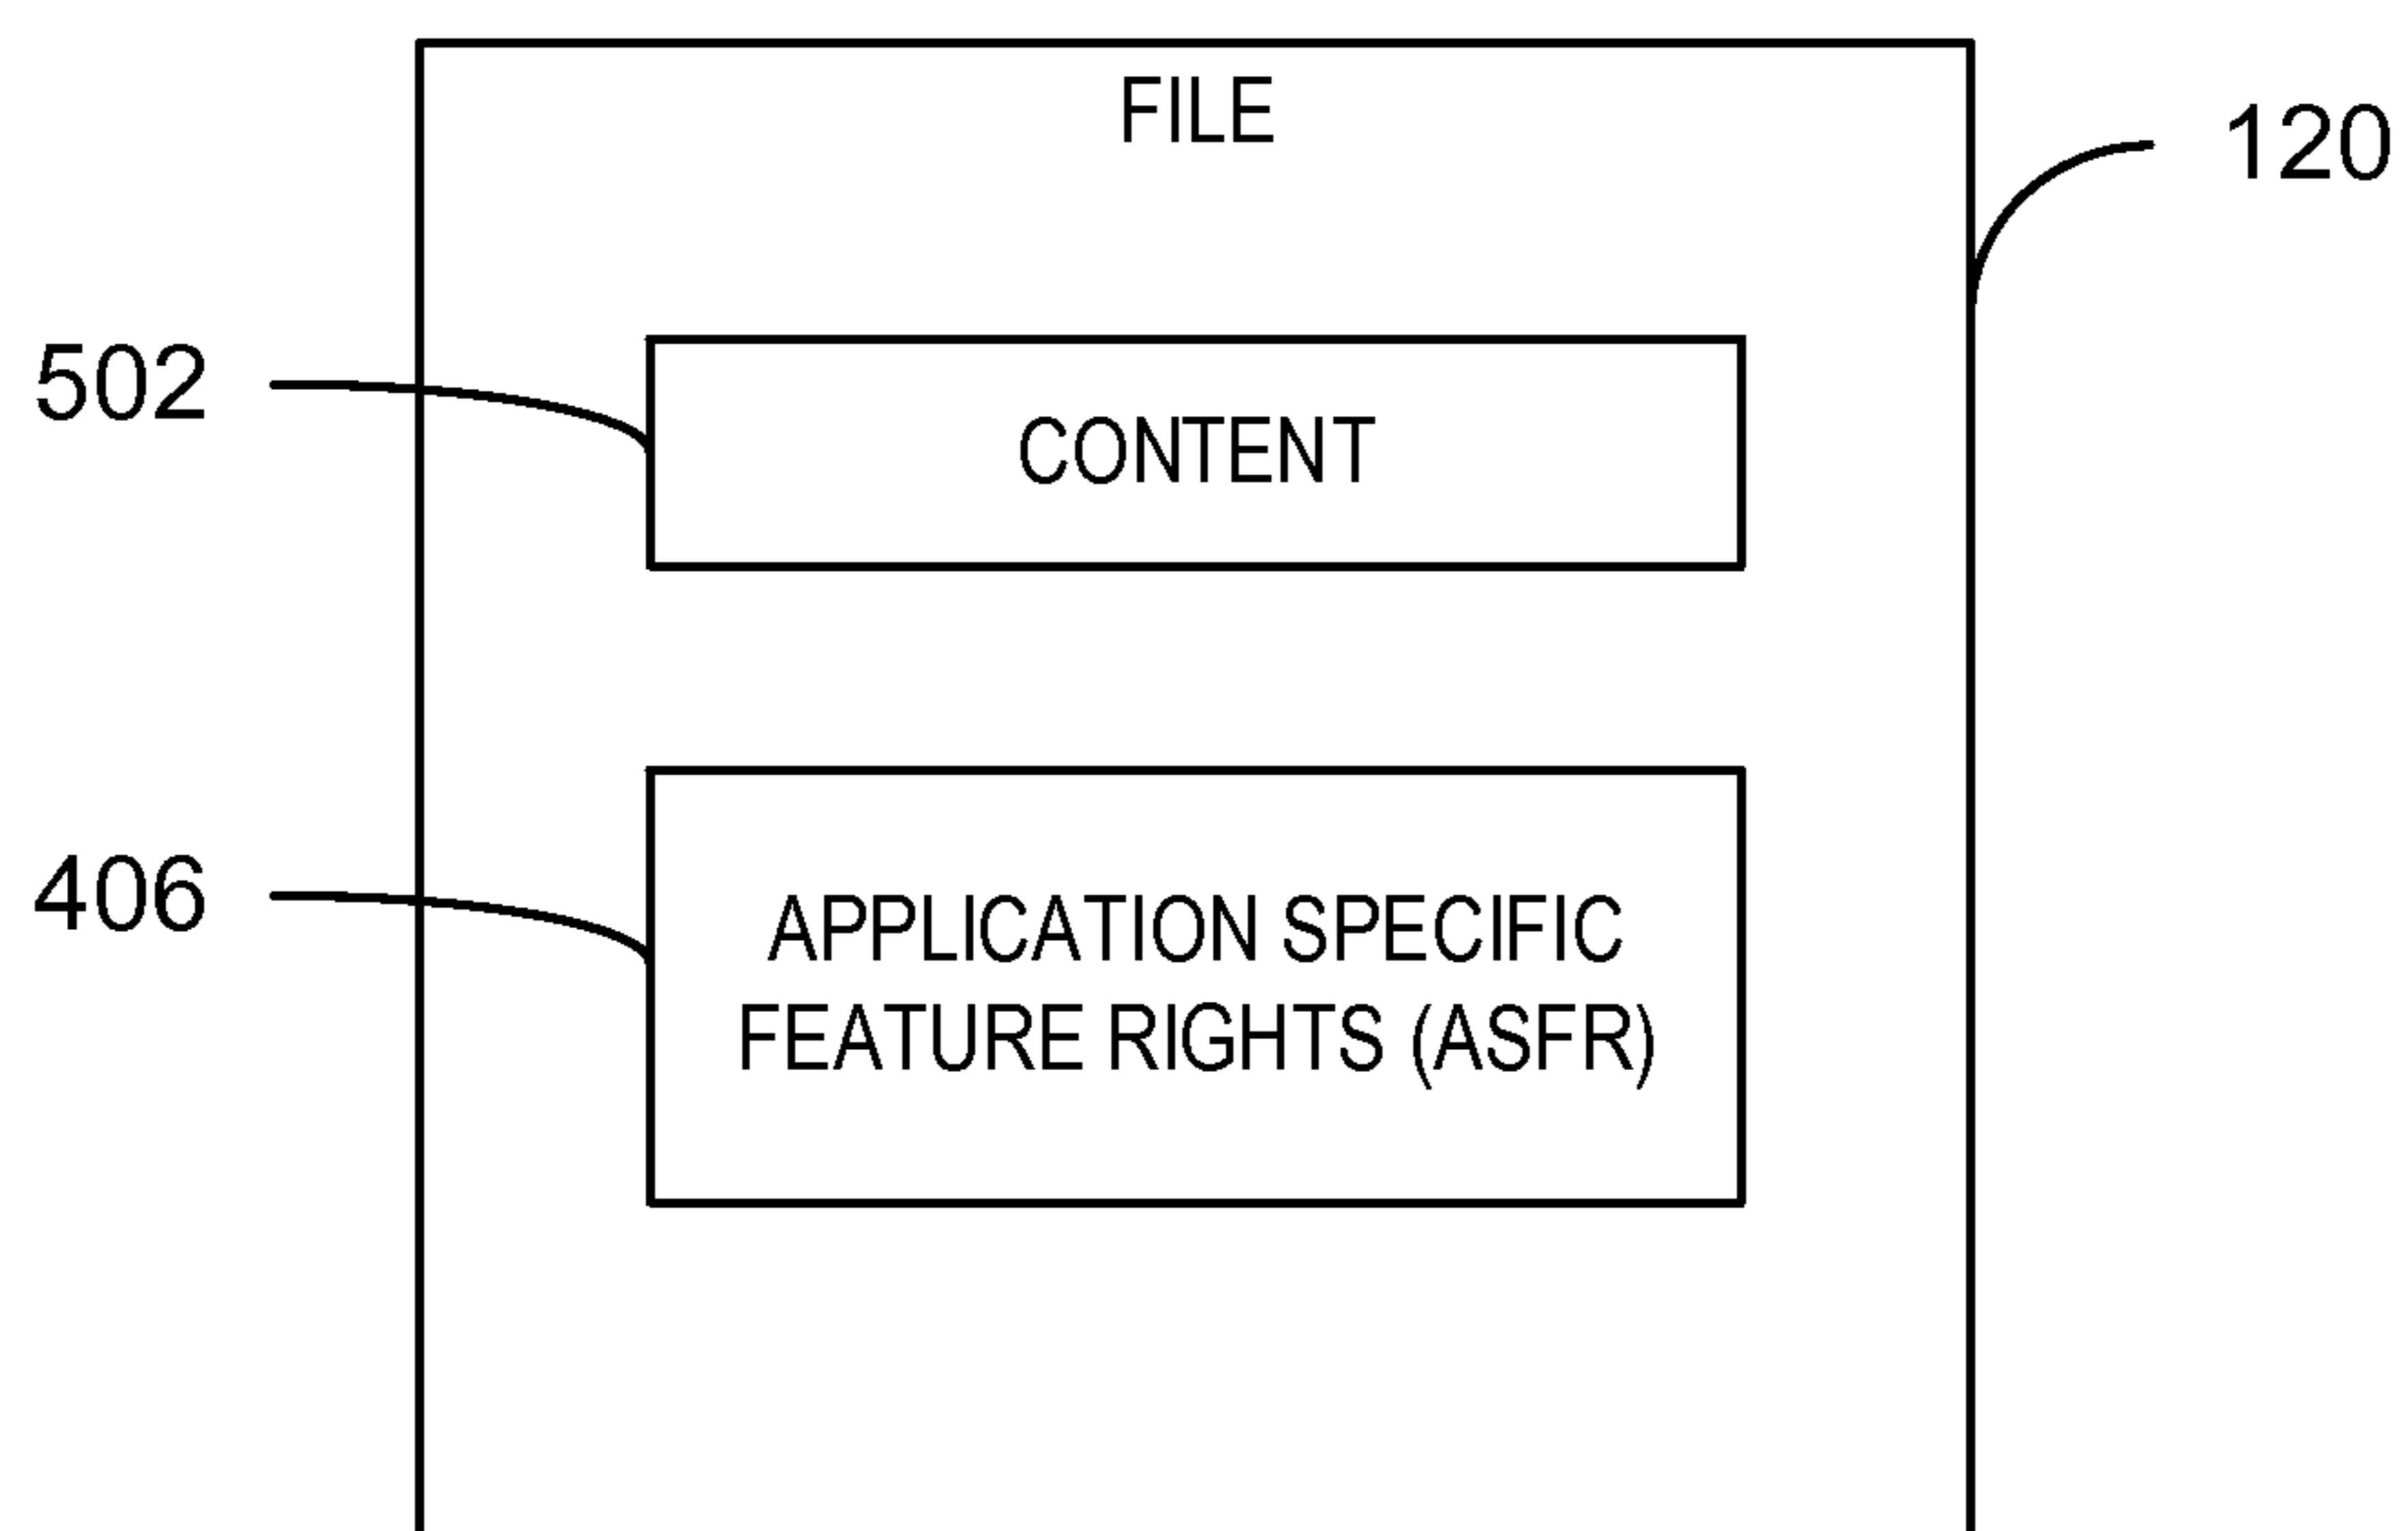 FILE
120
502
CONTENT
406
APPLICATION SPECIFIC
FEATURE RIGHTS (ASFR)